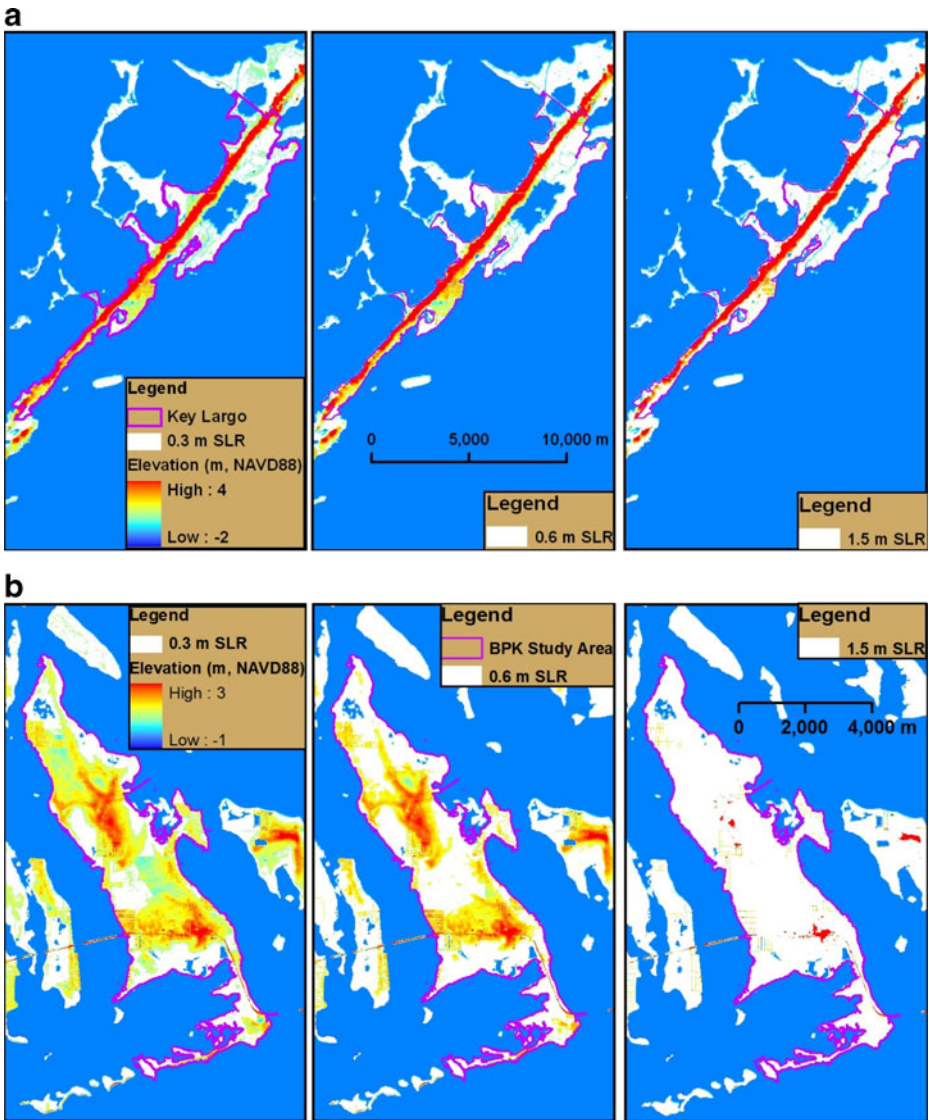 a
Legend
Key Largo
0.3 m SLR
Elevation (m, NAVD88)
High : 4
Low : -2
0 5,000 10,000 m
Legend
0.6 m SLR
Legend
1.5 m SLR
b
Legend
0.3 m SLR
Elevation (m, NAVD88)
High : 3
Low : -1
Legend
BPK Study Area
0.6 m SLR
Legend
1.5 m SLR
0 2,000 4,000 m